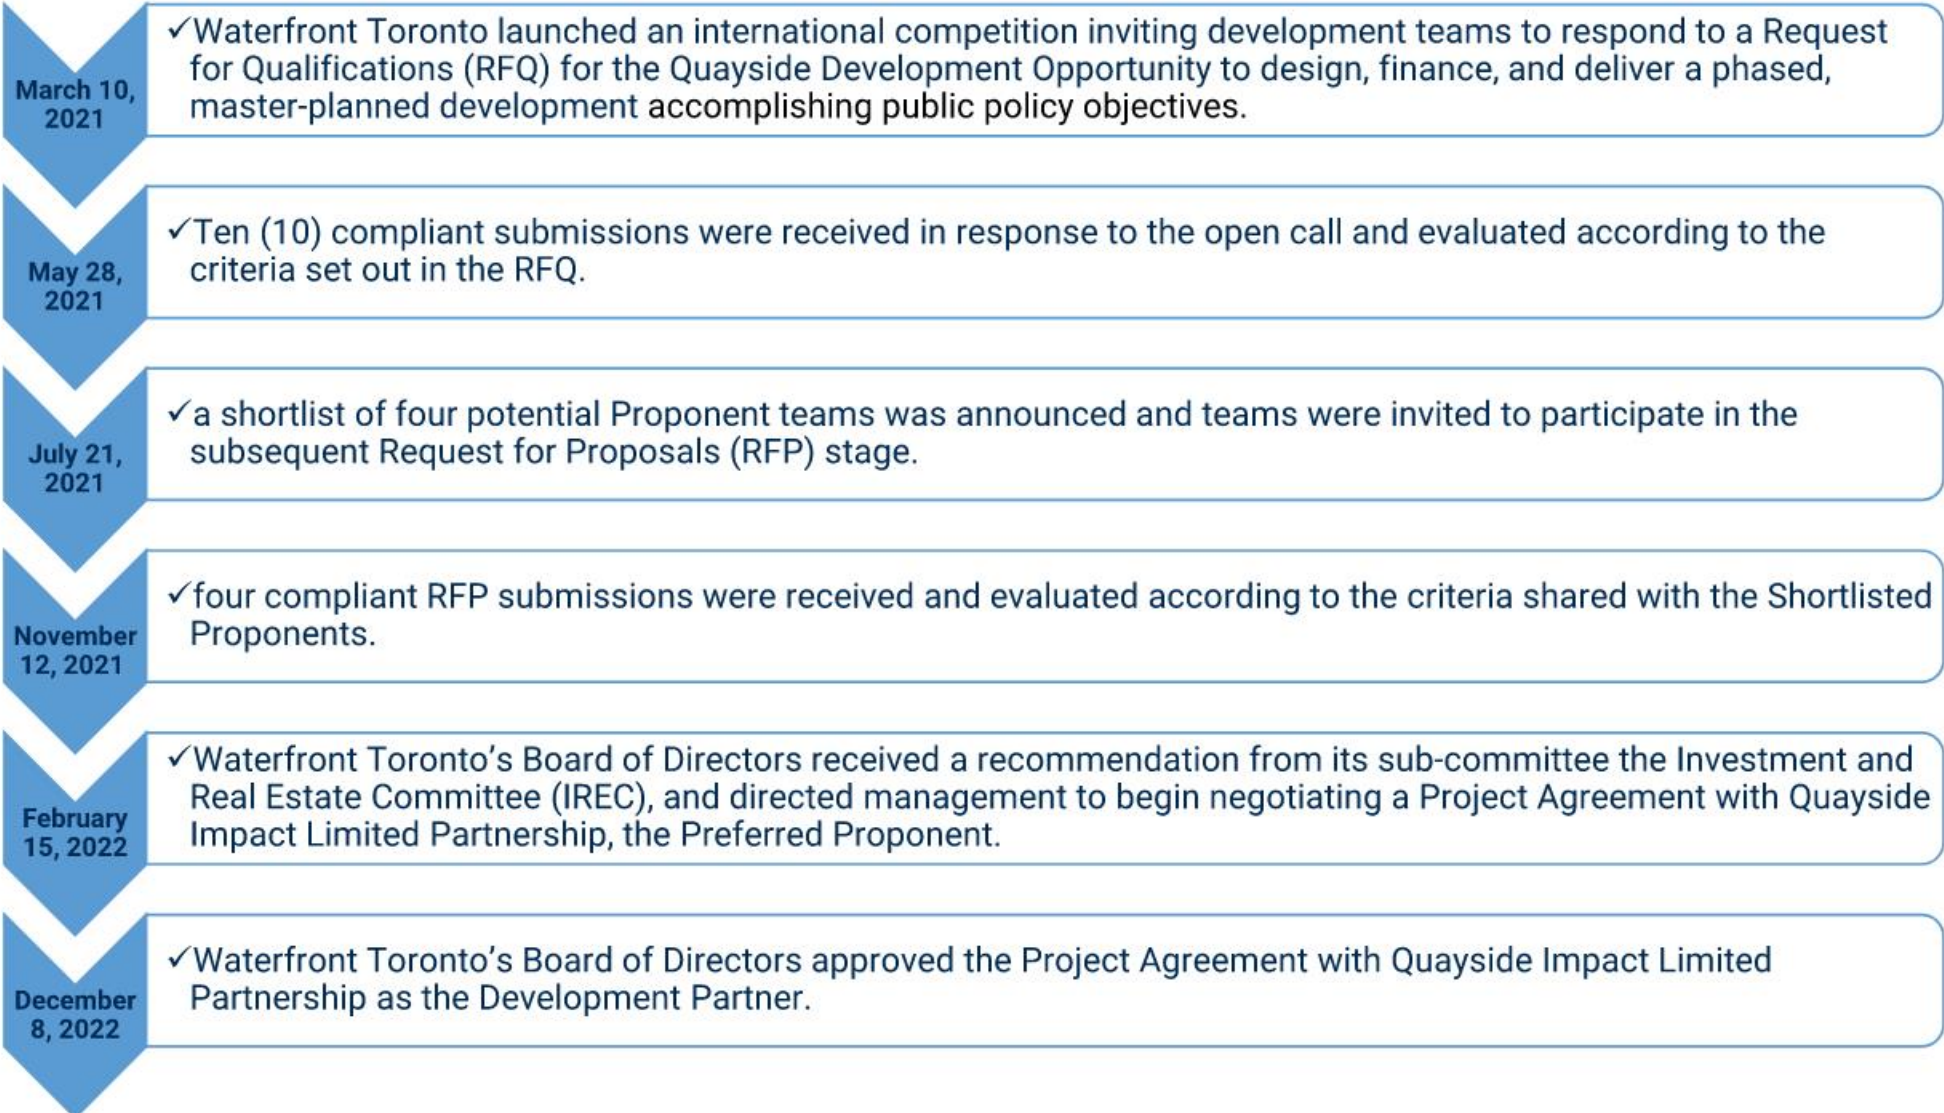 March 10,
2021
✓Waterfront Toronto launched an international competition inviting development teams to respond to a Request
for Qualifications (RFQ) for the Quayside Development Opportunity to design, finance, and deliver a phased,
master-planned development accomplishing public policy objectives.
May 28,
2021
✓Ten (10) compliant submissions were received in response to the open call and evaluated according to the
criteria set out in the RFQ.
July 21,
2021
✓a shortlist of four potential Proponent teams was announced and teams were invited to participate in the
subsequent Request for Proposals (RFP) stage.
November
12, 2021
✓four compliant RFP submissions were received and evaluated according to the criteria shared with the Shortlisted
Proponents.
February
15, 2022
✓Waterfront Toronto’s Board of Directors received a recommendation from its sub-committee the Investment and
Real Estate Committee (IREC), and directed management to begin negotiating a Project Agreement with Quayside
Impact Limited Partnership, the Preferred Proponent.
December
8, 2022
✓Waterfront Toronto’s Board of Directors approved the Project Agreement with Quayside Impact Limited
Partnership as the Development Partner.